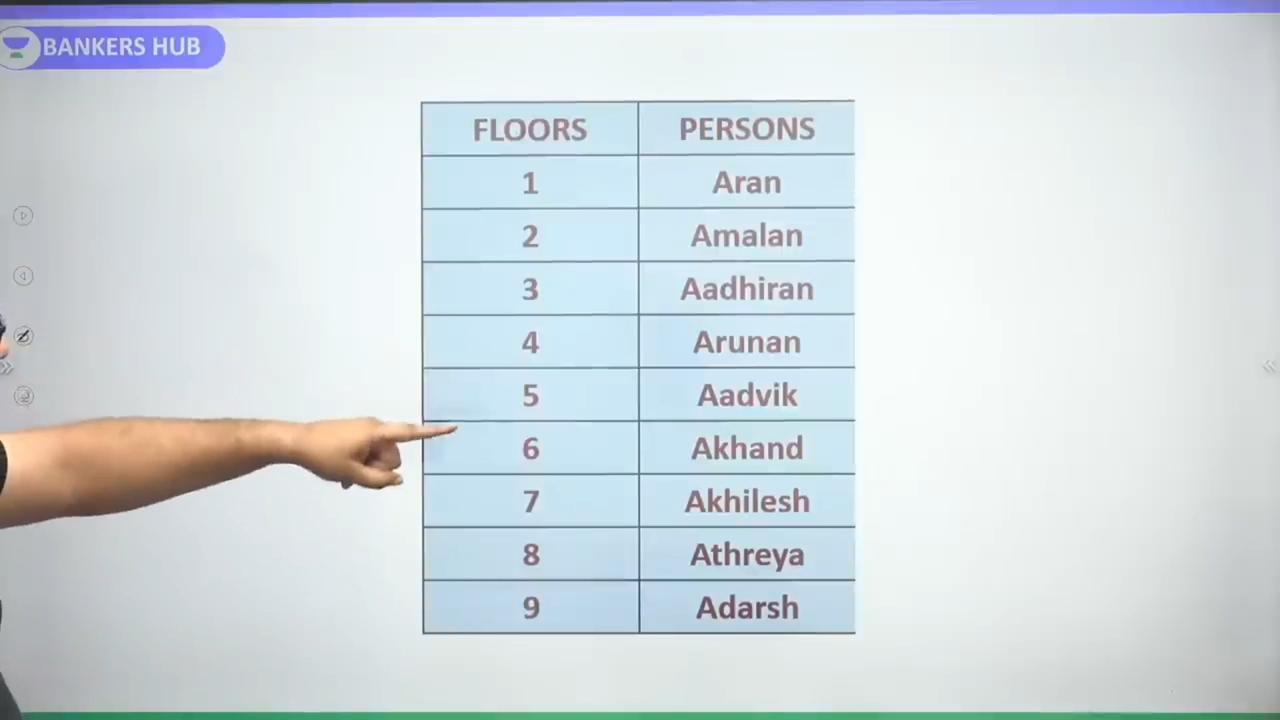 BANKERS HUB
FLOORS PERSONS
1 Aran
2 Amalan
3 Aadhiran
4 Arunan
5 Aadvik
6 Akhand
7 Akhilesh
8 Athreya
9 Adarsh